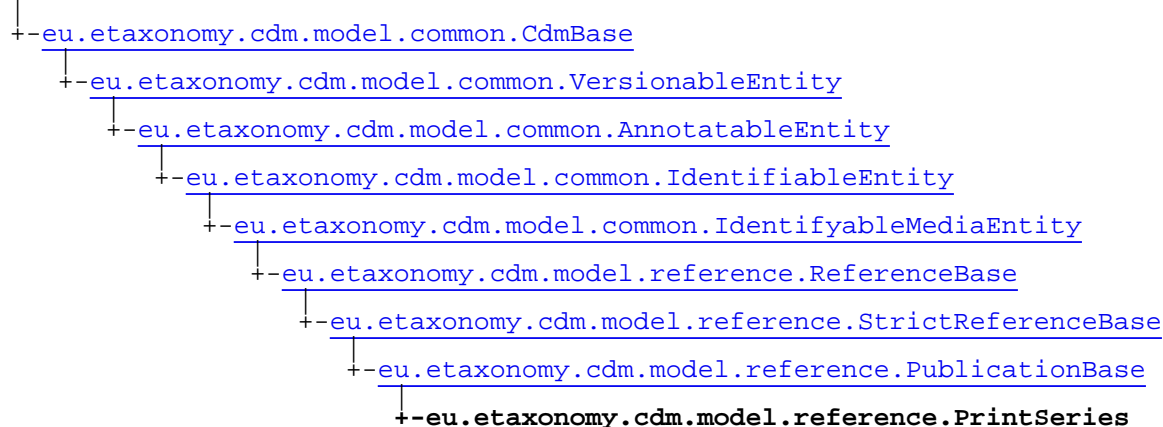 |
+-eu.etaxonomy.cdm.model.common.CdmBase
|
+-eu.etaxonomy.cdm.model.common.VersionableEntity
|
+-eu.etaxonomy.cdm.model.common.AnnotatableEntity
|
+-eu.etaxonomy.cdm.model.common.IdentifiableEntity
|
+-eu.etaxonomy.cdm.model.common.IdentifyableMediaEntity
|
+-eu.etaxonomy.cdm.model.reference.ReferenceBase
|
+-eu.etaxonomy.cdm.model.reference.StrictReferenceBase
|
+-eu.etaxonomy.cdm.model.reference.PublicationBase
|
+-eu.etaxonomy.cdm.model.reference.PrintSeries